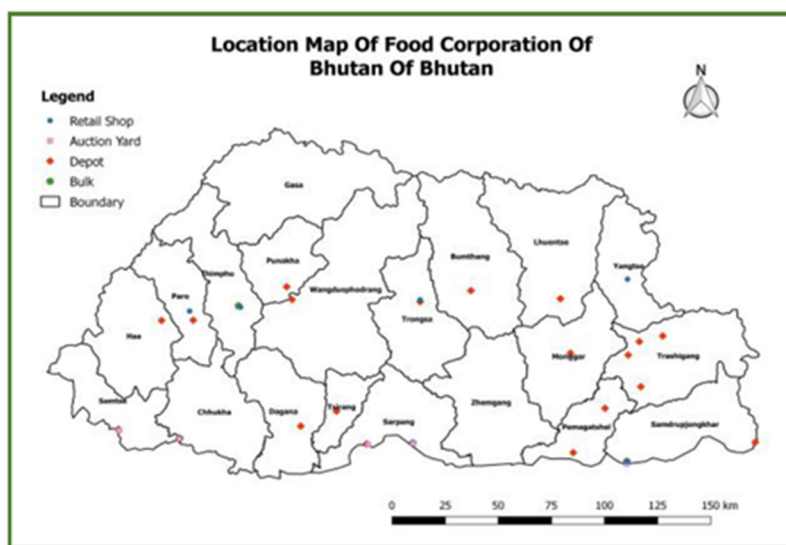 Location Map Of Food Corporation Of
Bhutan Of Bhutan
N
Legend
Retail Shop
Auction Yard
Depot
Bulk
Boundary
Gasa
Punakha
Thimphu
Paro
Haa
Wangduephodrang
Trongsa
Bumthang
Lhuentse
Yangtse
Monggar
Trashigang
Samtse
Chhukha
Dagana
Tsirang
Sarpang
Zhemgang
Pemagatshel
Samdrupjongkhar
0 25 50 75 100 125 150 km